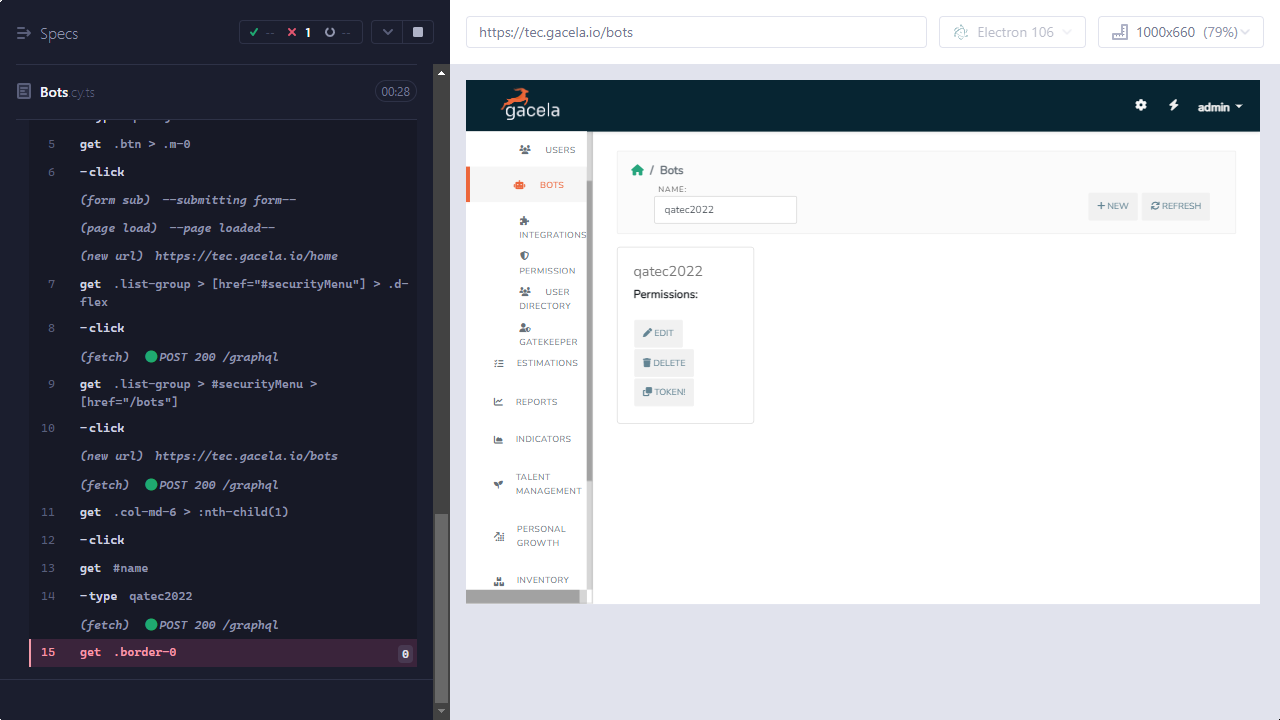 Specs
-- 1 --
Bots.cy.ts
00:28
5 get .btn > .m-0
6 -click
(form sub) --submitting form--
(page load) --page loaded--
(new url) https://tec.gacela.io/home
7 get .list-group > [href="#securityMenu"] > .d-
flex
8 -click
(fetch) POST 200 /graphql
9 get .list-group > #securityMenu >
[href="/bots"]
10 -click
(new url) https://tec.gacela.io/bots
(fetch) POST 200 /graphql
11 get .col-md-6 > :nth-child(1)
12 -click
13 get #name
14 -type qatec2022
(fetch) POST 200 /graphql
15 get .border-0 0
https://tec.gacela.io/bots
Electron 106
1000x660 (79%)
gacela
admin
USERS
BOTS
INTEGRATIONS
PERMISSION
USER
DIRECTORY
GATEKEEPER
ESTIMATIONS
REPORTS
INDICATORS
TALENT
MANAGEMENT
PERSONAL
GROWTH
INVENTORY
/ Bots
NAME:
qatec2022
+ NEW
REFRESH
qatec2022
Permissions:
EDIT
DELETE
TOKEN!